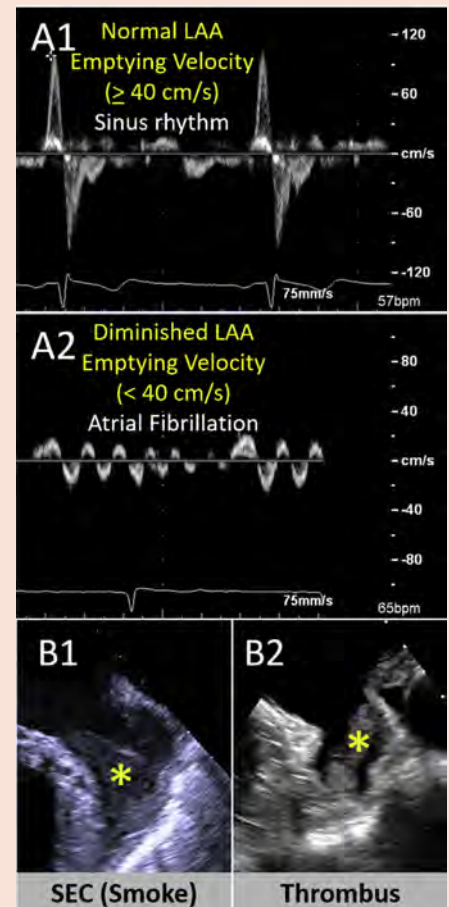 A1
Normal LAA
Emptying Velocity
(≥ 40 cm/s)
Sinus rhythm
120
60
cm/s
-60
-120
75mm/s
57bpm
A2
Diminished LAA
Emptying Velocity
(< 40 cm/s)
Atrial Fibrillation
80
40
cm/s
-40
-80
75mm/s
65bpm
B1
*
B2
*
SEC (Smoke)
Thrombus